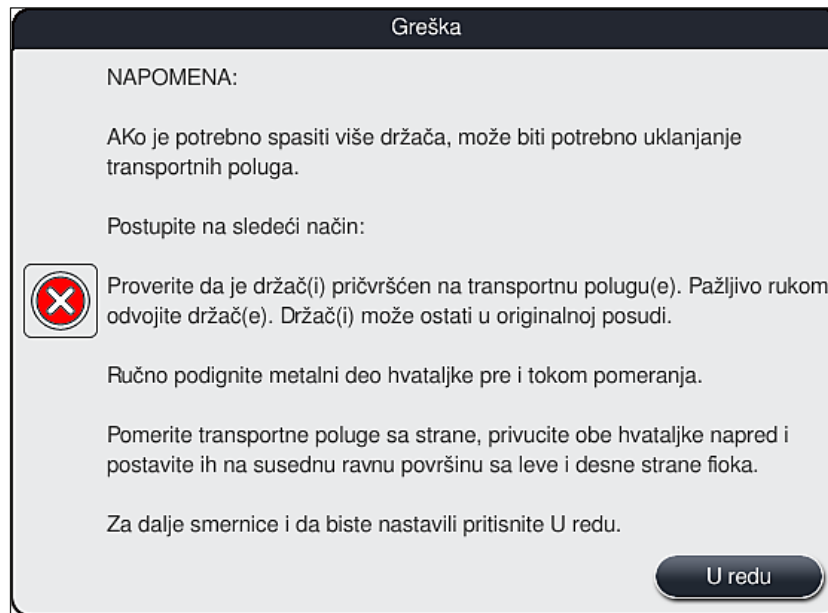 Greška
NAPOMENA:
AKo je potrebno spasiti više držača, može biti potrebno uklanjanje
transportnih poluga.
Postupite na sledeći način:
Proverite da je držač(i) pričvršćen na transportnu polugu(e). Pažljivo rukom
odvojite držač(e). Držač(i) može ostati u originalnoj posudi.
Ručno podignite metalni deo hvataljke pre i tokom pomeranja.
Pomerite transportne poluge sa strane, privucite obe hvataljke napred i
postavite ih na susednu ravnu površinu sa leve i desne strane fioka.
Za dalje smernice i da biste nastavili pritisnite U redu.
U redu